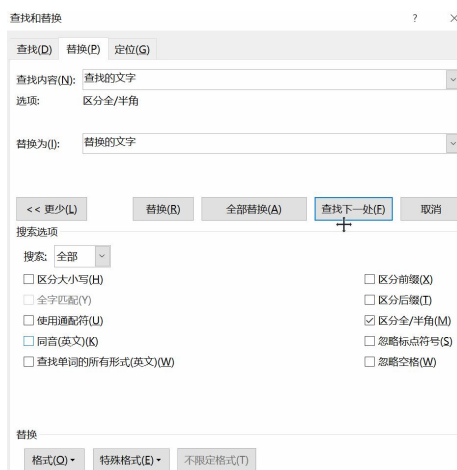 查找和替换 ? ×
查找(D) 替换(P) 定位(G)
查找内容(N): 查找的文字
选项: 区分全/半角
替换为(I): 替换的文字
<< 更少(L) 替换(R) 全部替换(A) 查找下一处(F) 取消
搜索选项
搜索: 全部
区分大小写(H) 区分前缀(X)
全字匹配(Y) 区分后缀(T)
使用通配符(U) 区分全/半角(M)
同音(英文)(K) 忽略标点符号(S)
查找单词的所有形式(英文)(W) 忽略空格(W)
替换
格式(O) 特殊格式(E) 不限定格式(T)